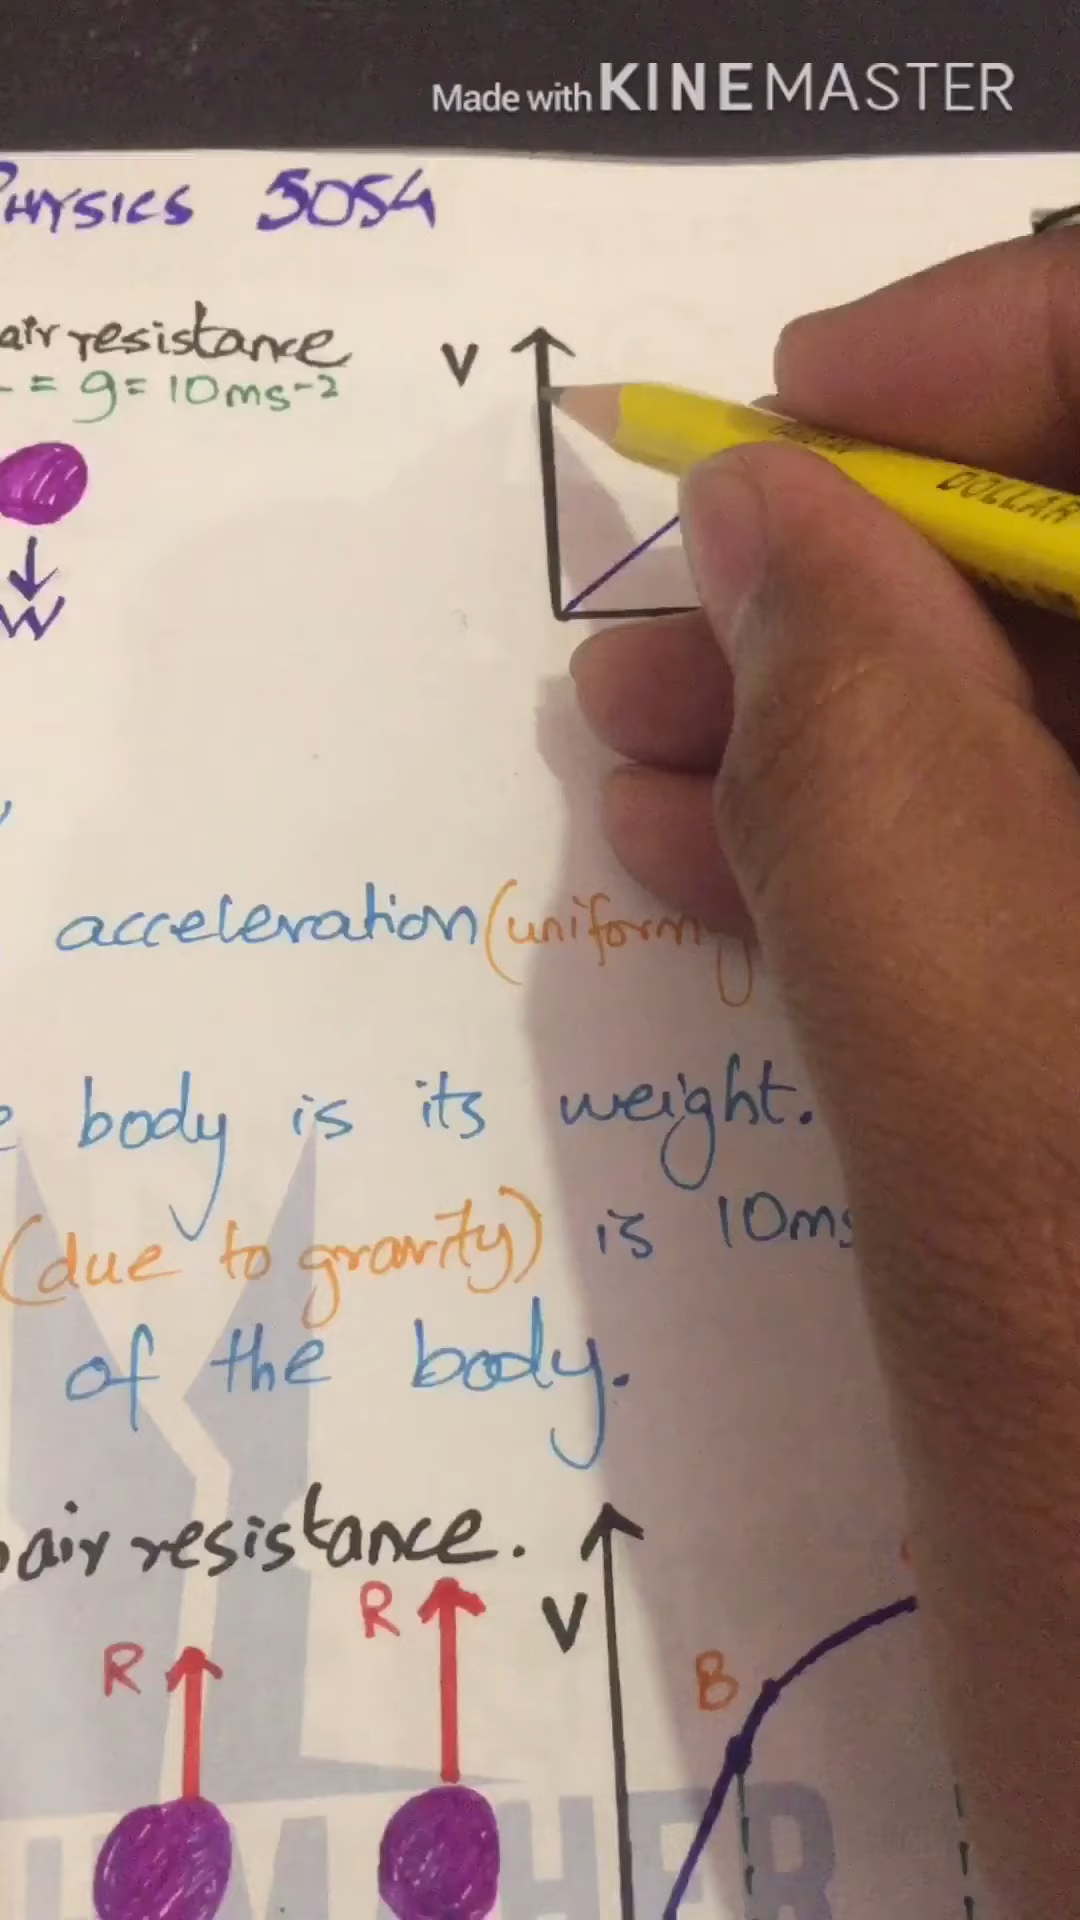 Made with KINEMASTER
PHYSICS 5054
air resistance
= g = 10ms-2
V
W
DOLLAR
acceleration (uniform
body is its weight.
(due to gravity) is 10ms
of the body.
air resistance.
R
R
V
B